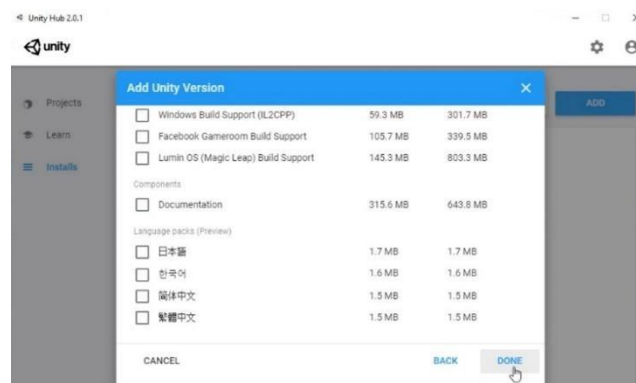 Unity Hub 2.0.1
unity
Add Unity Version
Projects
ADD
Learn
Installs
Windows Build Support (IL2CPP) 59.3 MB 301.7 MB
Facebook Gameroom Build Support 105.7 MB 339.5 MB
Lumin OS (Magic Leap) Build Support 145.3 MB 803.3 MB
Components
Documentation 315.6 MB 643.8 MB
Language packs (Preview)
日本語 1.7 MB 1.7 MB
한국어 1.6 MB 1.6 MB
简体中文 1.5 MB 1.5 MB
繁體中文 1.5 MB 1.5 MB
CANCEL BACK DONE